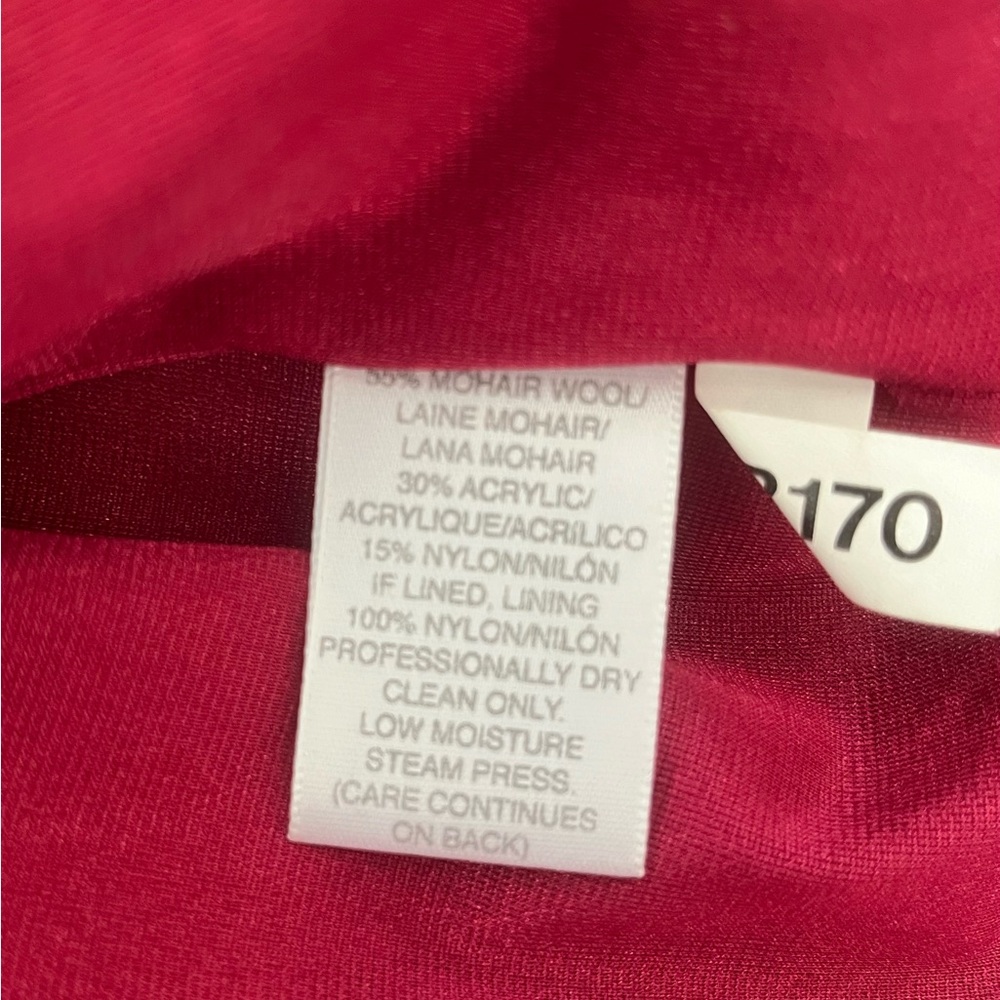 55% MOHAIR WOOL/
LAINE MOHAIR/
LANA MOHAIR
30% ACRYLIC/
ACRYLIQUE/ACRÍLICO
15% NYLON/NILÓN
IF LINED, LINING
100% NYLON/NILÓN
PROFESSIONALLY DRY
CLEAN ONLY.
LOW MOISTURE
STEAM PRESS.
(CARE CONTINUES
ON BACK)
170